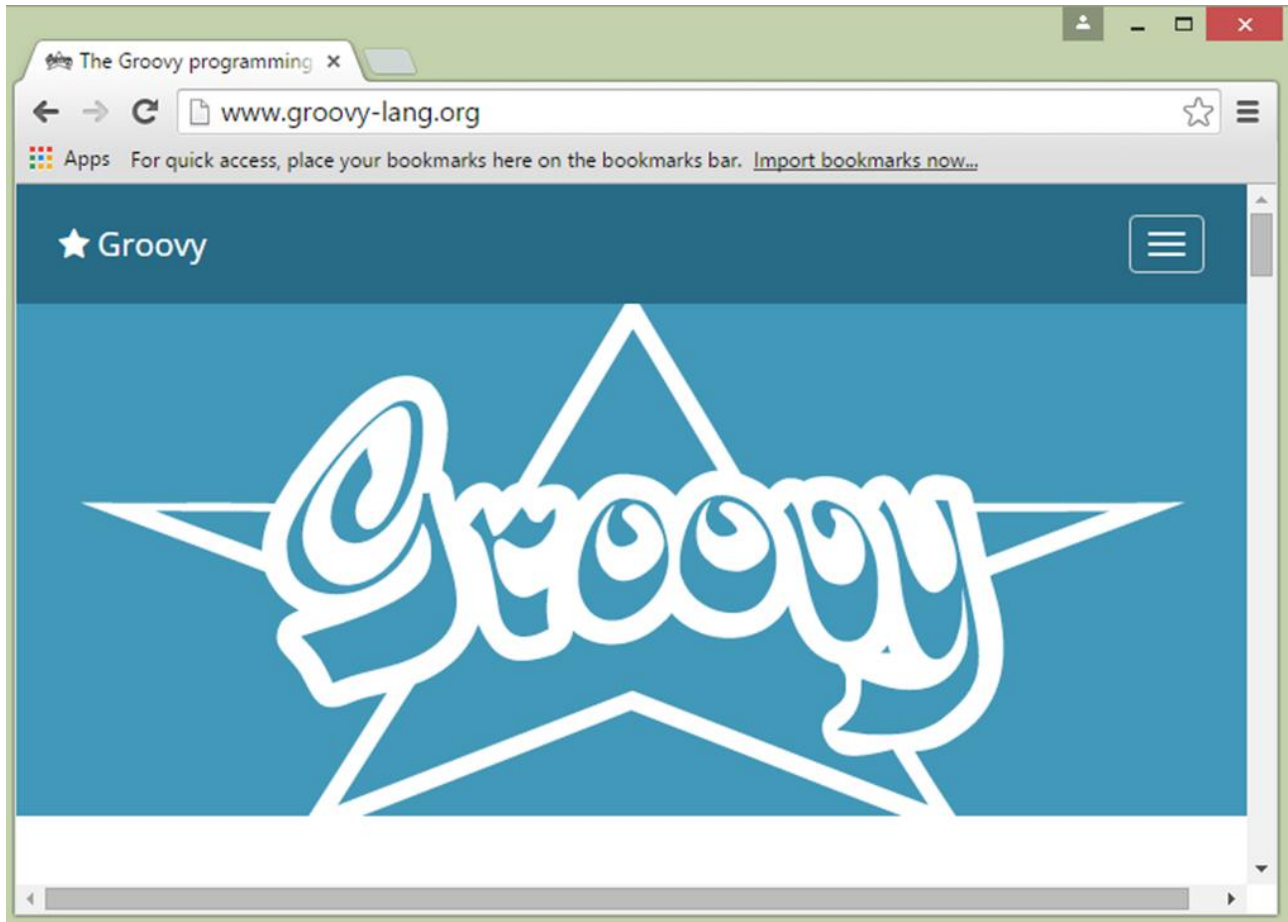 The Groovy programming
www.groovy-lang.org
Apps For quick access, place your bookmarks here on the bookmarks bar. Import bookmarks now...
Groovy
Groovy